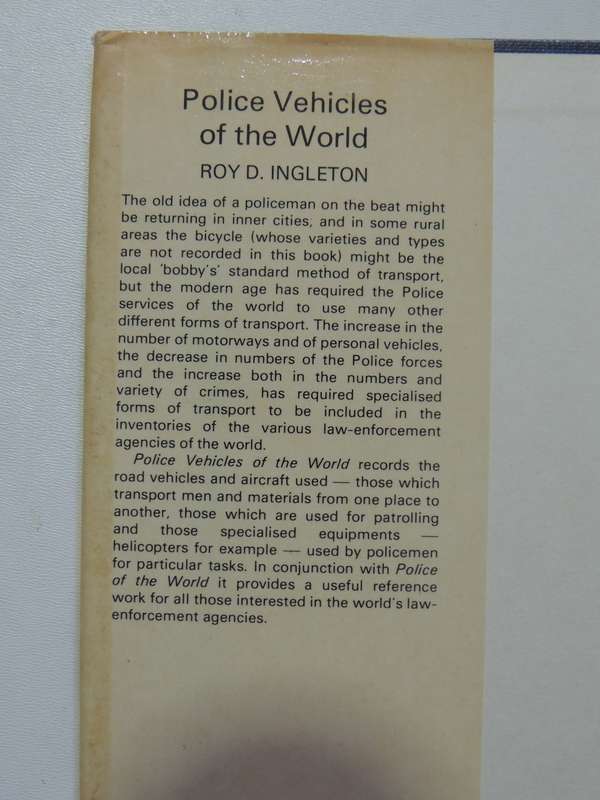 Police Vehicles
of the World
ROY D. INGLETON
The old idea of a policeman on the beat might
be returning in inner cities, and in some rural
areas the bicycle (whose varieties and types
are not recorded in this book) might be the
local 'bobby's' standard method of transport,
but the modern age has required the Police
services of the world to use many other
different forms of transport. The increase in the
number of motorways and of personal vehicles,
the decrease in numbers of the Police forces
and the increase both in the numbers and
variety of crimes, has required specialised
forms of transport to be included in the
inventories of the various law-enforcement
agencies of the world.
Police Vehicles of the World records the
road vehicles and aircraft used — those which
transport men and materials from one place to
another, those which are used for patrolling
and those specialised equipments —
helicopters for example — used by policemen
for particular tasks. In conjunction with Police
of the World it provides a useful reference
work for all those interested in the world's law-
enforcement agencies.